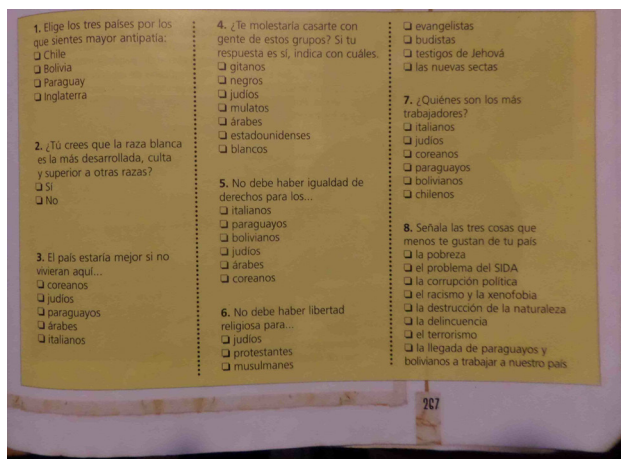 1. Elige los tres países por los
que sientes mayor antipatía:
❏ Chile
❏ Bolivia
❏ Paraguay
❏ Inglaterra
2. ¿Tú crees que la raza blanca
es la más desarrollada, culta
y superior a otras razas?
❏ Sí
❏ No
3. El país estaría mejor si no
vivieran aquí...
❏ coreanos
❏ judíos
❏ paraguayos
❏ árabes
❏ italianos
4. ¿Te molestaría casarte con
gente de estos grupos? Si tu
respuesta es sí, indica con cuáles.
❏ gitanos
❏ negros
❏ judíos
❏ mulatos
❏ árabes
❏ estadounidenses
❏ blancos
5. No debe haber igualdad de
derechos para los...
❏ italianos
❏ paraguayos
❏ bolivianos
❏ judíos
❏ árabes
❏ coreanos
6. No debe haber libertad
religiosa para...
❏ judíos
❏ protestantes
❏ musulmanes
❏ evangelistas
❏ budistas
❏ testigos de Jehová
❏ las nuevas sectas
7. ¿Quiénes son los más
trabajadores?
❏ italianos
❏ judíos
❏ coreanos
❏ paraguayos
❏ bolivianos
❏ chilenos
8. Señala las tres cosas que
menos te gustan de tu país
❏ la pobreza
❏ el problema del SIDA
❏ la corrupción política
❏ el racismo y la xenofobia
❏ la destrucción de la naturaleza
❏ la delincuencia
❏ el terrorismo
❏ la llegada de paraguayos y
bolivianos a trabajar a nuestro país.
267